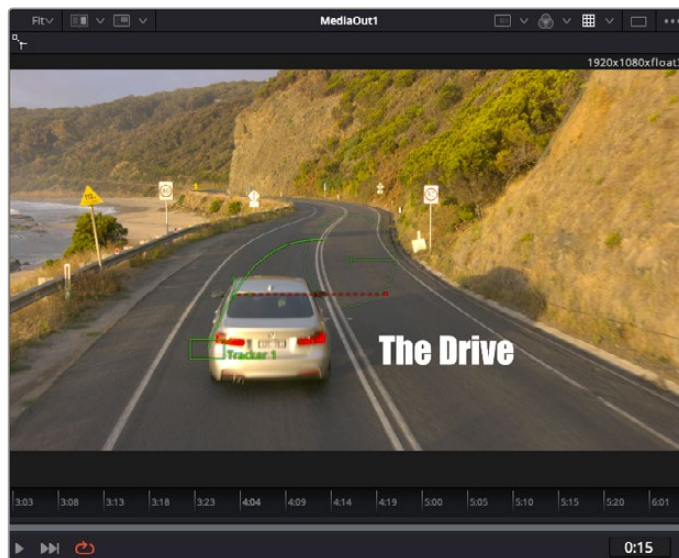 Fit MediaOut1
1920x1080xfloat3
Tracker 1
The Drive
3:03 3:08 3:13 3:18 3:23 4:04 4:09 4:14 4:19 5:00 5:05 5:10 5:15 5:20 6:01
0:15